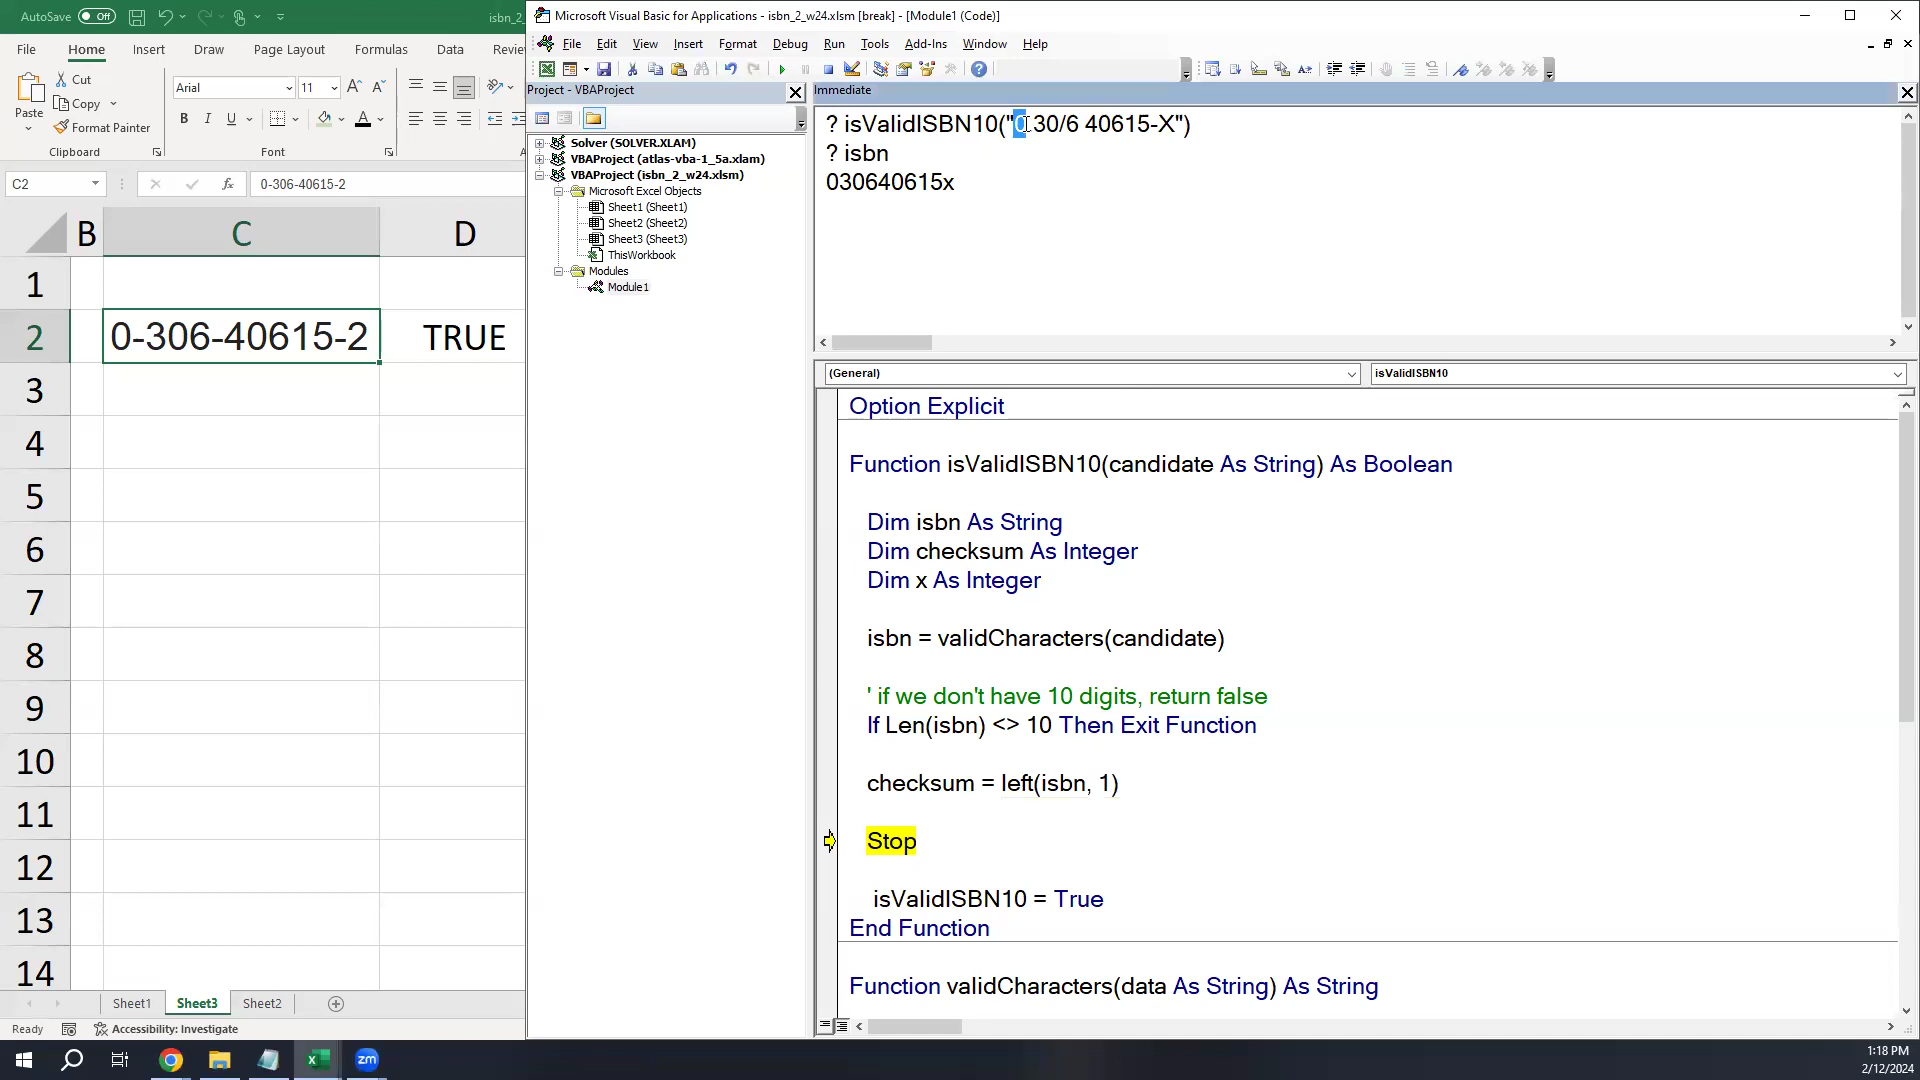 AutoSave Off
isbn_2_
File Home Insert Draw Page Layout Formulas Data Revie
Paste
Cut
Copy
Format Painter
Clipboard
Arial 11
B I U
Font
C2
fx 0-306-40615-2
B C D
1
2 0-306-40615-2 TRUE
3
4
5
6
7
8
9
10
11
12
13
14
Sheet1 Sheet3 Sheet2
Ready Accessibility: Investigate
Microsoft Visual Basic for Applications - isbn_2_w24.xlsm [break] - [Module1 (Code)]
File Edit View Insert Format Debug Run Tools Add-Ins Window Help
Project - VBAProject
Solver (SOLVER.XLAM)
VBAProject (atlas-vba-1_5a.xlam)
VBAProject (isbn_2_w24.xlsm)
Microsoft Excel Objects
Sheet1 (Sheet1)
Sheet2 (Sheet2)
Sheet3 (Sheet3)
ThisWorkbook
Modules
Module1
Immediate
? isValidISBN10("0 30/6 40615-X")
? isbn
030640615x
(General) isValidISBN10
Option Explicit
Function isValidISBN10(candidate As String) As Boolean
Dim isbn As String
Dim checksum As Integer
Dim x As Integer
isbn = validCharacters(candidate)
' if we don't have 10 digits, return false
If Len(isbn) <> 10 Then Exit Function
checksum = left(isbn, 1)
Stop
isValidISBN10 = True
End Function
Function validCharacters(data As String) As String
zm
1:18 PM
2/12/2024